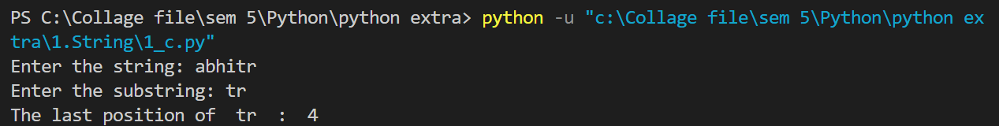 PS C:\Collage file\sem 5\Python\python extra> python -u "c:\Collage file\sem 5\Python\python ex
tra\1.String\1_c.py"
Enter the string: abhitr
Enter the substring: tr
The last position of  tr  :  4